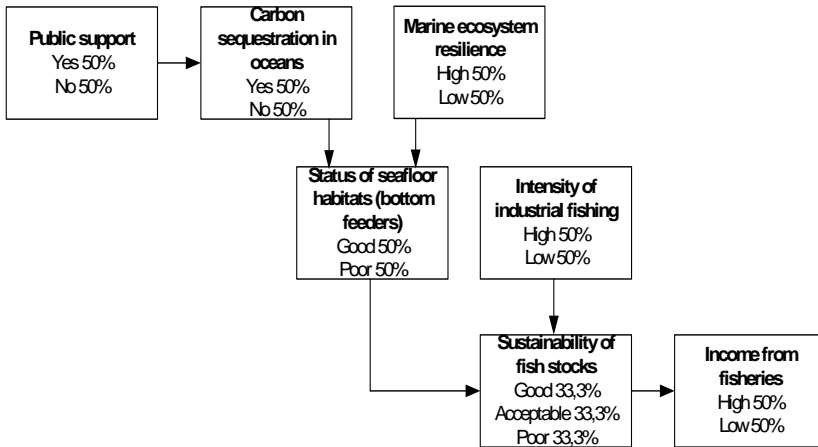 Public support
Yes 50%
No 50%
Carbon
sequestration in
oceans
Yes 50%
No 50%
Marine ecosystem
resilience
High 50%
Low 50%
Status of seafloor
habitats (bottom
feeders)
Good 50%
Poor 50%
Intensity of
industrial fishing
High 50%
Low 50%
Sustainability of
fish stocks
Good 33,3%
Acceptable 33,3%
Poor 33,3%
Income from
fisheries
High 50%
Low 50%